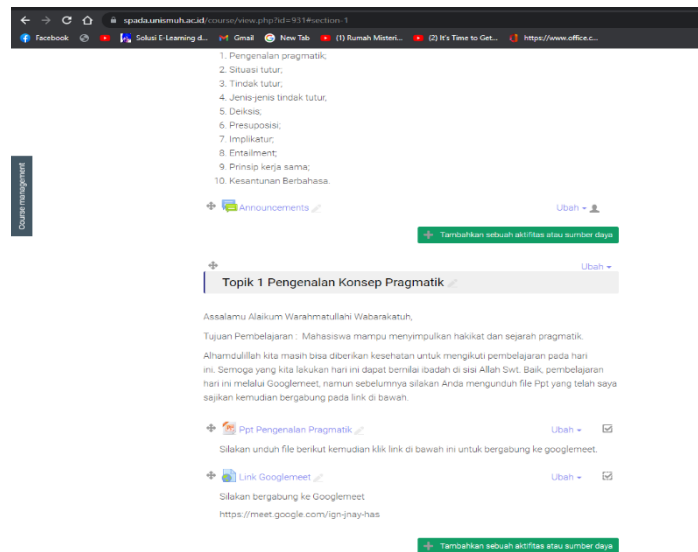 spada.unismuh.ac.id/course/view.php?id=931#section-1
Facebook Solusi E-Learning d... Gmail New Tab (1) Rumah Misteri... (2) It's Time to Get... https://www.office.c...
1. Pengenalan pragmatik;
2. Situasi tutur;
3. Tindak tutur;
4. Jenis-jenis tindak tutur,
5. Deiksis;
6. Presuposisi;
7. Implikatur;
8. Entailment;
9. Prinsip kerja sama;
10. Kesantunan Berbahasa.
Course management
Announcements Ubah
Tambahkan sebuah aktifitas atau sumber daya
Ubah
Topik 1 Pengenalan Konsep Pragmatik
Assalamu Alaikum Warahmatullahi Wabarakatuh,
Tujuan Pembelajaran : Mahasiswa mampu menyimpulkan hakikat dan sejarah pragmatik.
Alhamdulillah kita masih bisa diberikan kesehatan untuk mengikuti pembelajaran pada hari
ini. Semoga yang kita lakukan hari ini dapat bernilai ibadah di sisi Allah Swt. Baik, pembelajaran
hari ini melalui Googlemeet, namun sebelumnya silakan Anda mengunduh file Ppt yang telah saya
sajikan kemudian bergabung pada link di bawah.
Ppt Pengenalan Pragmatik Ubah
Silakan unduh file berikut kemudian klik link di bawah ini untuk bergabung ke googlemeet.
Link Googlemeet Ubah
Silakan bergabung ke Googlemeet
https://meet.google.com/ign-jnay-has
Tambahkan sebuah aktifitas atau sumber daya